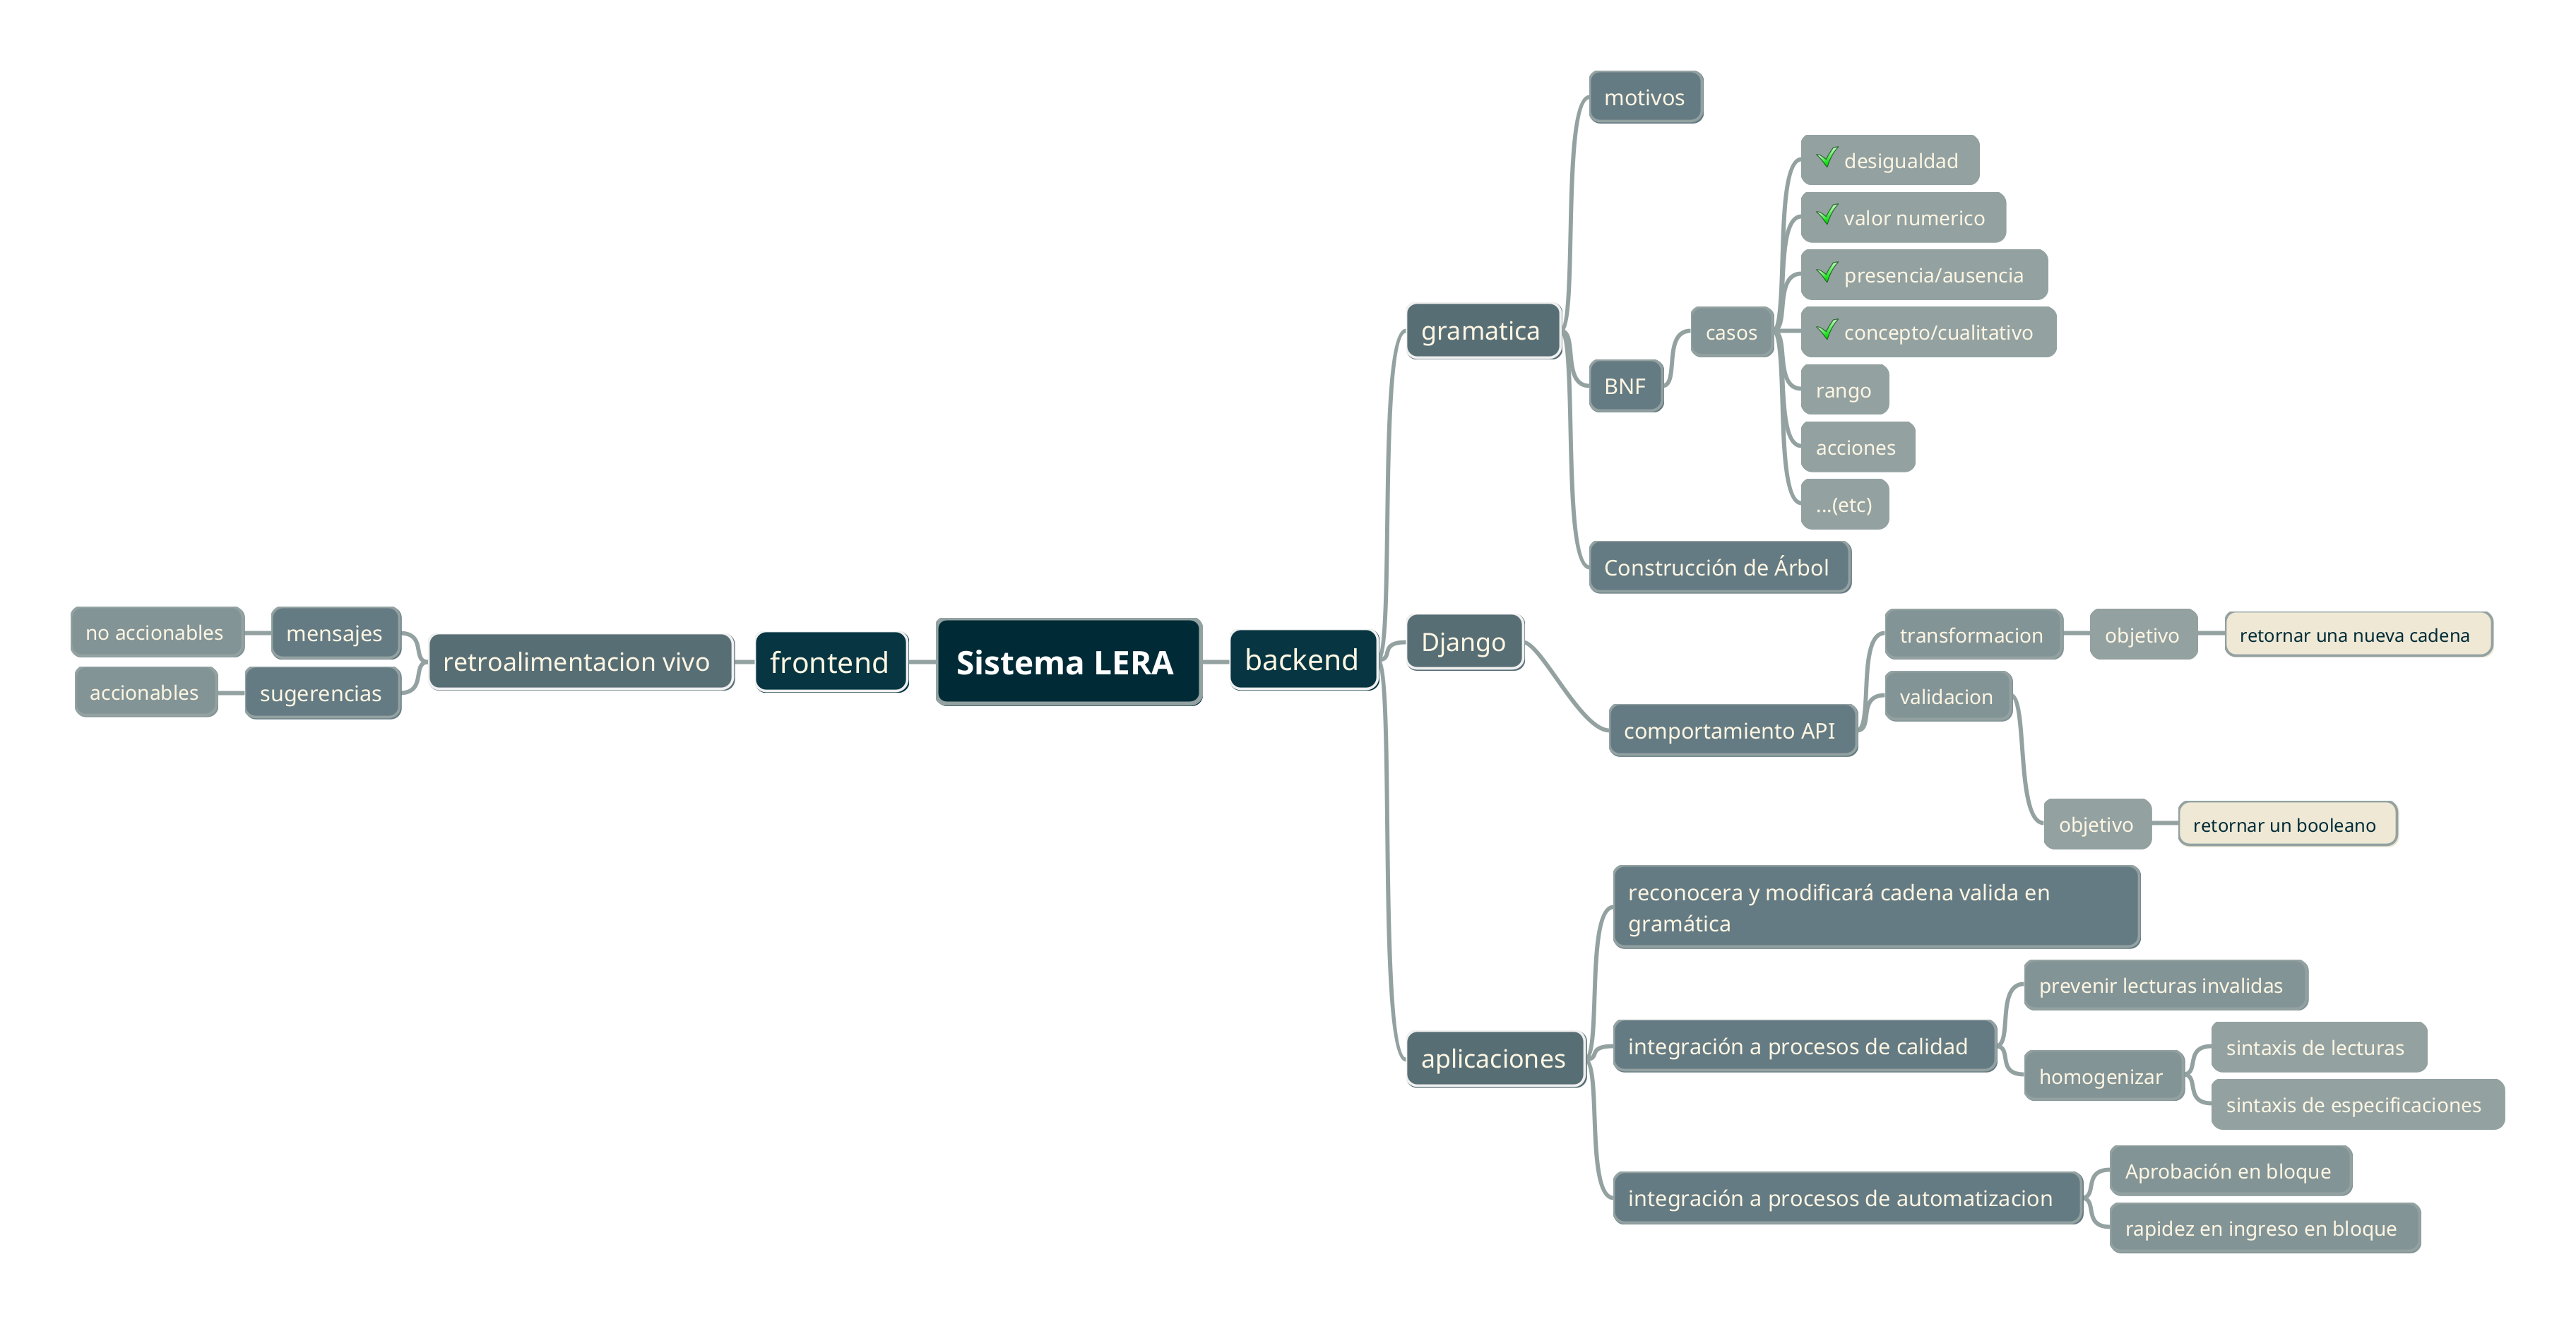 motivos
desigualdad
valor numerico
presencia/ausencia
gramatica
casos
concepto/cualitativo
BNF
rango
acciones
...(etc)
Construcción de Árbol
no accionables
mensajes
accionables
sugerencias
retroalimentacion vivo
frontend
Sistema LERA
backend
Django
transformacion
objetivo
retornar una nueva cadena
comportamiento API
validacion
objetivo
retornar un booleano
aplicaciones
reconocera y modificará cadena valida en
gramática
integración a procesos de calidad
prevenir lecturas invalidas
homogenizar
sintaxis de lecturas
sintaxis de especificaciones
integración a procesos de automatizacion
Aprobación en bloque
rapidez en ingreso en bloque